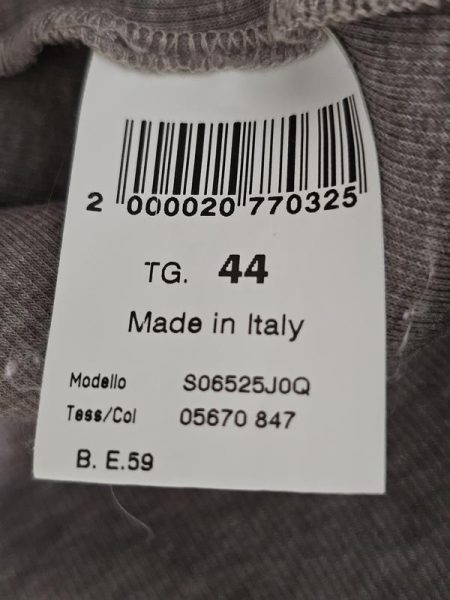 2 000020 770325
TG. 44
Made in Italy
Modello S06525J0Q
Tess/Col 05670 847
B. E.59